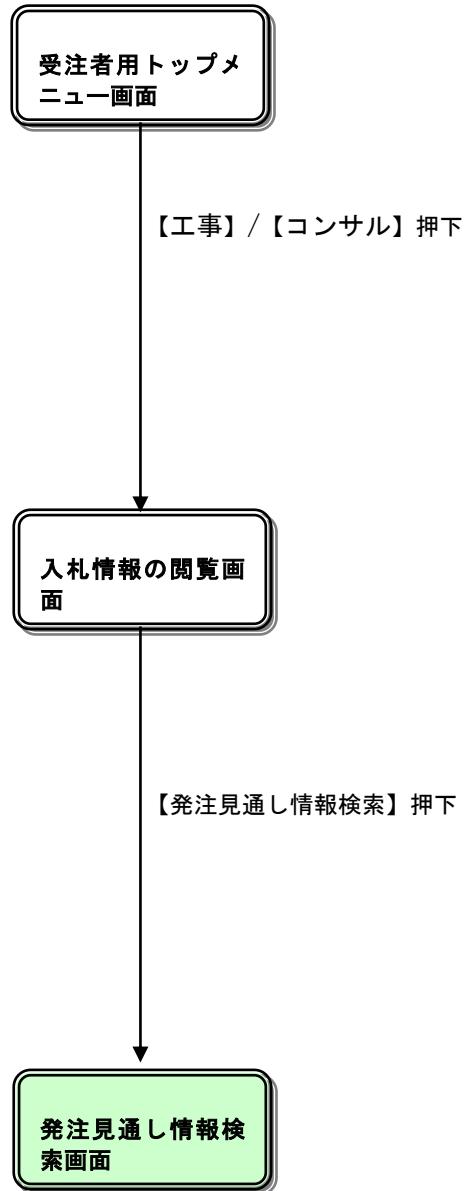 受注者用トップメ
ニュー画面
【工事】/【コンサル】押下
入札情報の閲覧画
面
【発注見通し情報検索】押下
発注見通し情報検
索画面